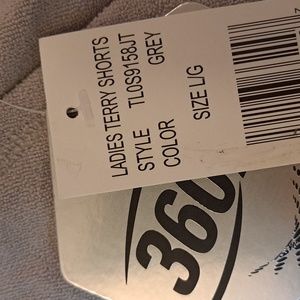 LADIES TERRY SHORTS
STYLE TL0S9158JT
COLOR GREY
SIZE L/G
360